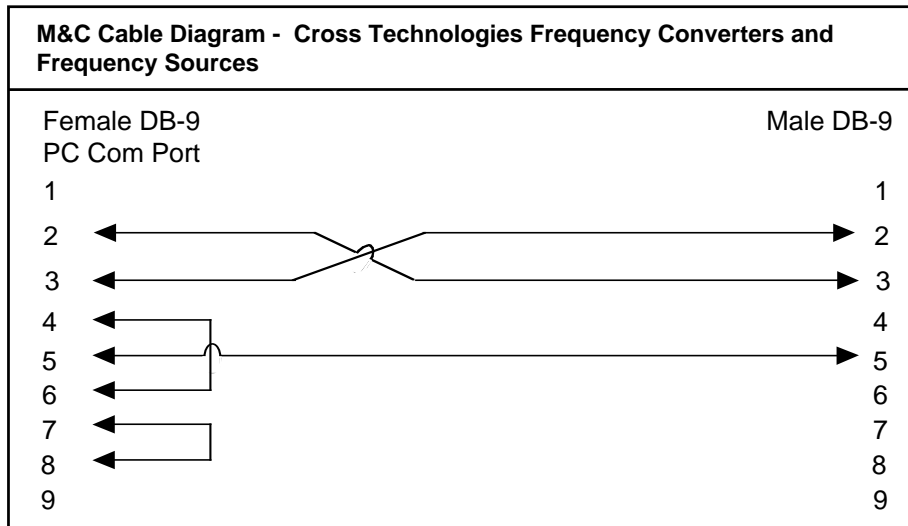 M&C Cable Diagram -  Cross Technologies Frequency Converters and
Frequency Sources
Female DB-9 Male DB-9
PC Com Port
1 1
2 2
3 3
4 4
5 5
6 6
7 7
8 8
9 9